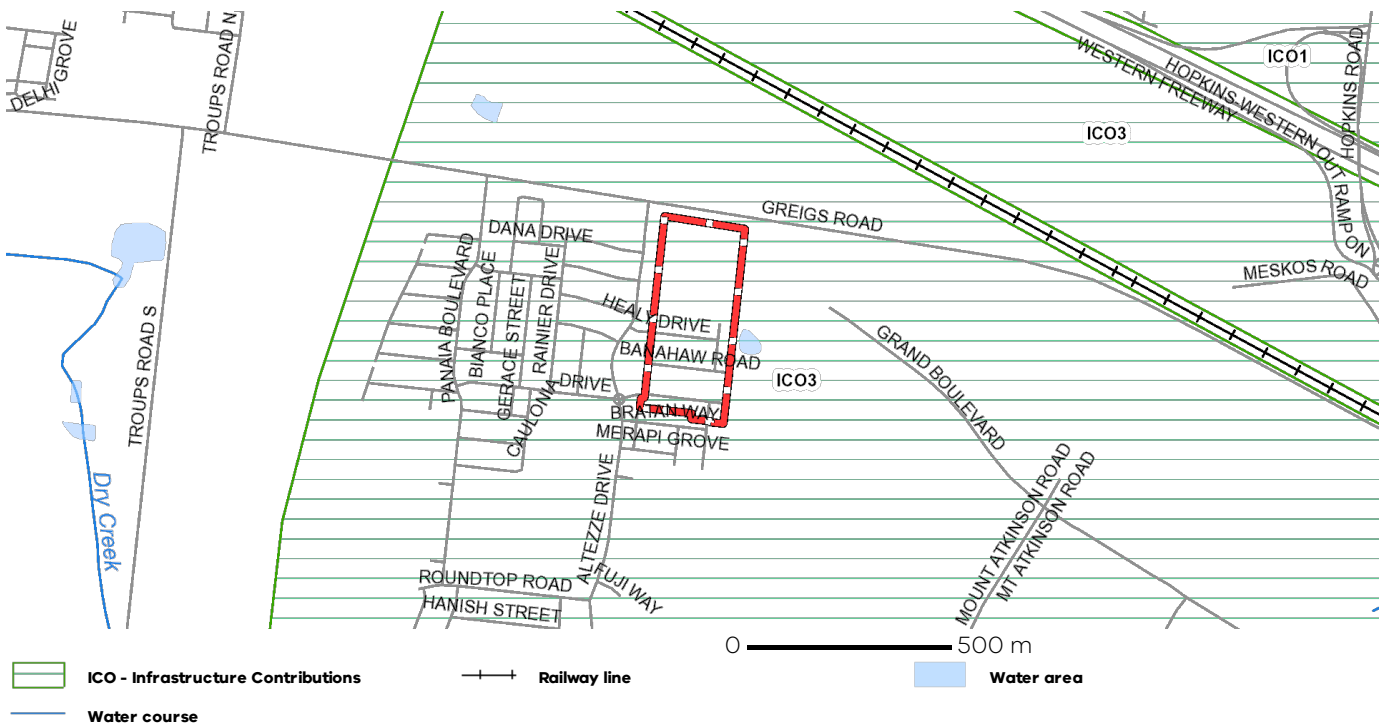 DELHI GROVE
TROUPS ROAD N
WESTERN FREEWAY
HOPKINS-WESTERN OUT RAMP ON
ICO1
HOPKINS ROAD
ICO3
GREIGS ROAD
MESKOS ROAD
DANA DRIVE
PANAIA BOULEVARD
BIANCO PLACE
GERACE STREET
RAINIER DRIVE
HEALY DRIVE
BANAHAW ROAD
ICO3
GRAND BOULEVARD
CAULONIA DRIVE
BRATAN WAY
MERAPI GROVE
TROUPS ROAD S
Dry Creek
ALTEZZE DRIVE
MOUNT ATKINSON ROAD
MT ATKINSON ROAD
ROUNDTOP ROAD
FUJI WAY
HANISH STREET
0 500 m
ICO - Infrastructure Contributions
Railway line
Water area
Water course